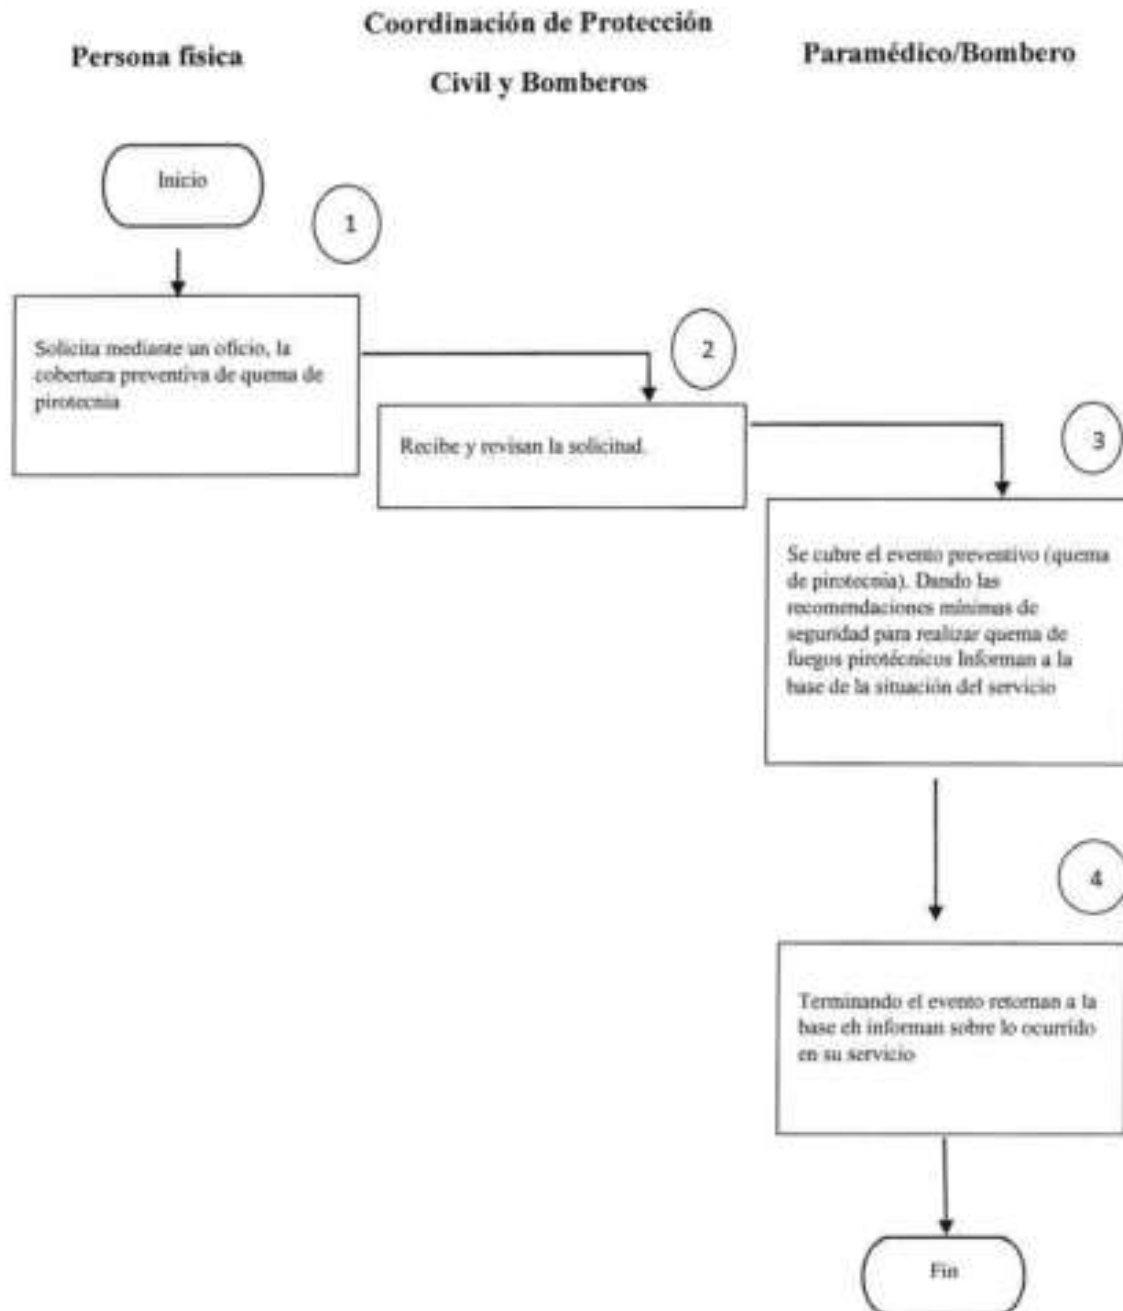 Persona física
Coordinación de Protección
Civil y Bomberos
Paramédico/Bombero
Inicio
1
Solicita mediante un oficio, la
cobertura preventiva de quema de
pirotecnia
2
Recibe y revisan la solicitud.
3
Se cubre el evento preventivo (quema
de pirotecnia). Dando las
recomendaciones mínimas de
seguridad para realizar quema de
fuegos pirotécnicos Informan a la
base de la situación del servicio
4
Terminando el evento retornan a la
base eh informan sobre lo ocurrido
en su servicio
Fin